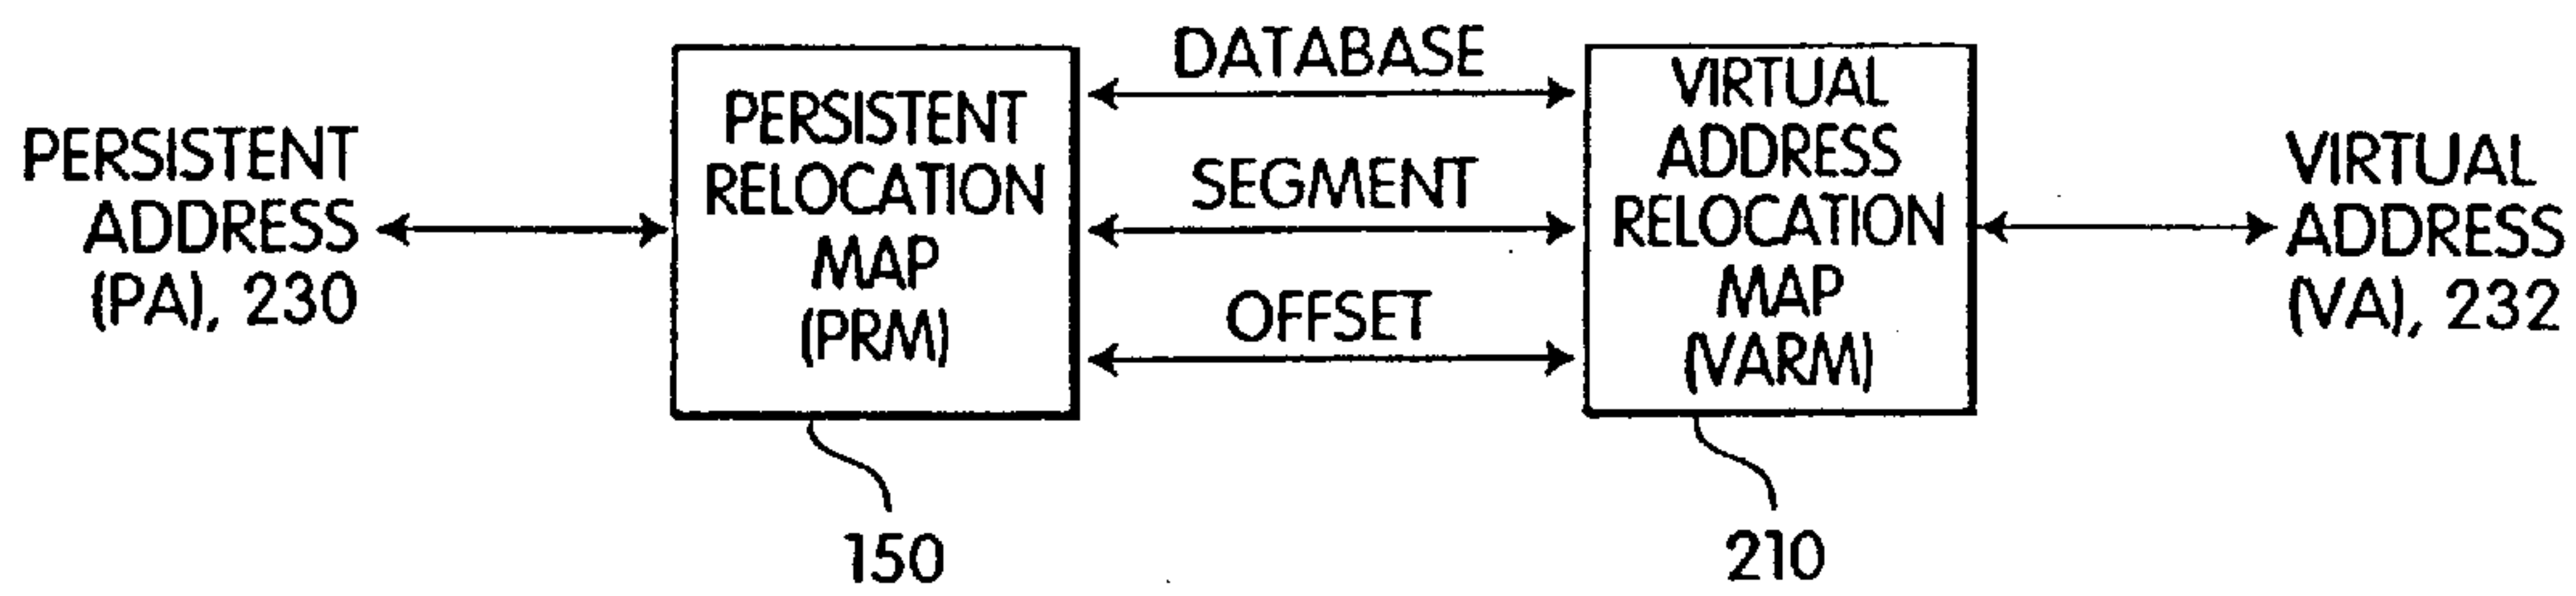 PERSISTENT
ADDRESS
(PA), 230
PERSISTENT
RELOCATION
MAP
(PRM)
150
DATABASE
SEGMENT
OFFSET
VIRTUAL
ADDRESS
RELOCATION
MAP
(VARM)
210
VIRTUAL
ADDRESS
(VA), 232